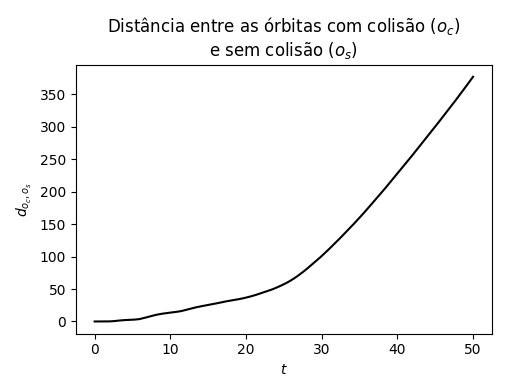 Distância entre as órbitas com colisão (o_c)
e sem colisão (o_s)
350
300
250
200
150
100
50
0
d_{o_c, o_s}
0 10 20 30 40 50
t